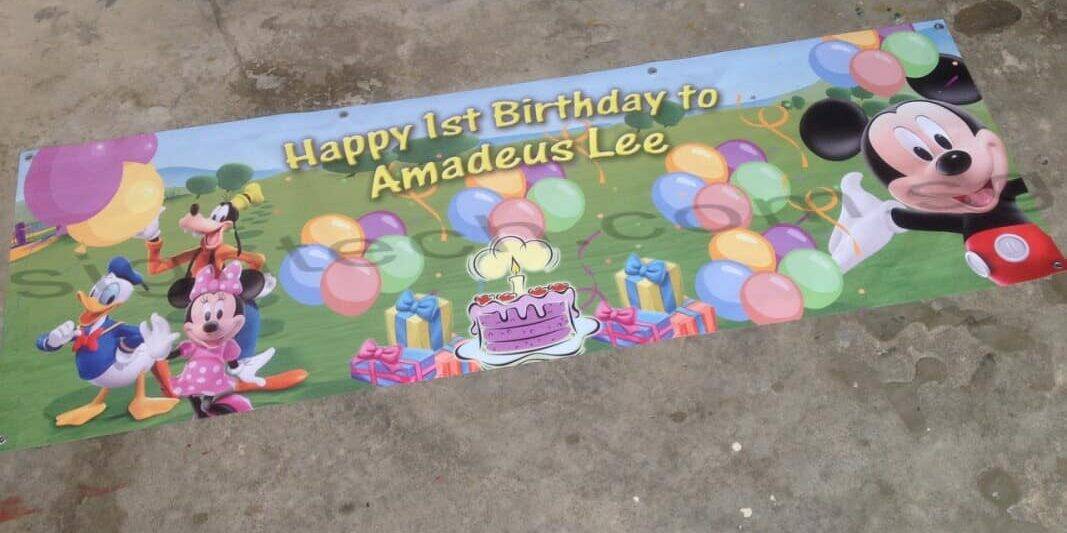 Happy 1st Birthday to
Amadeus Lee